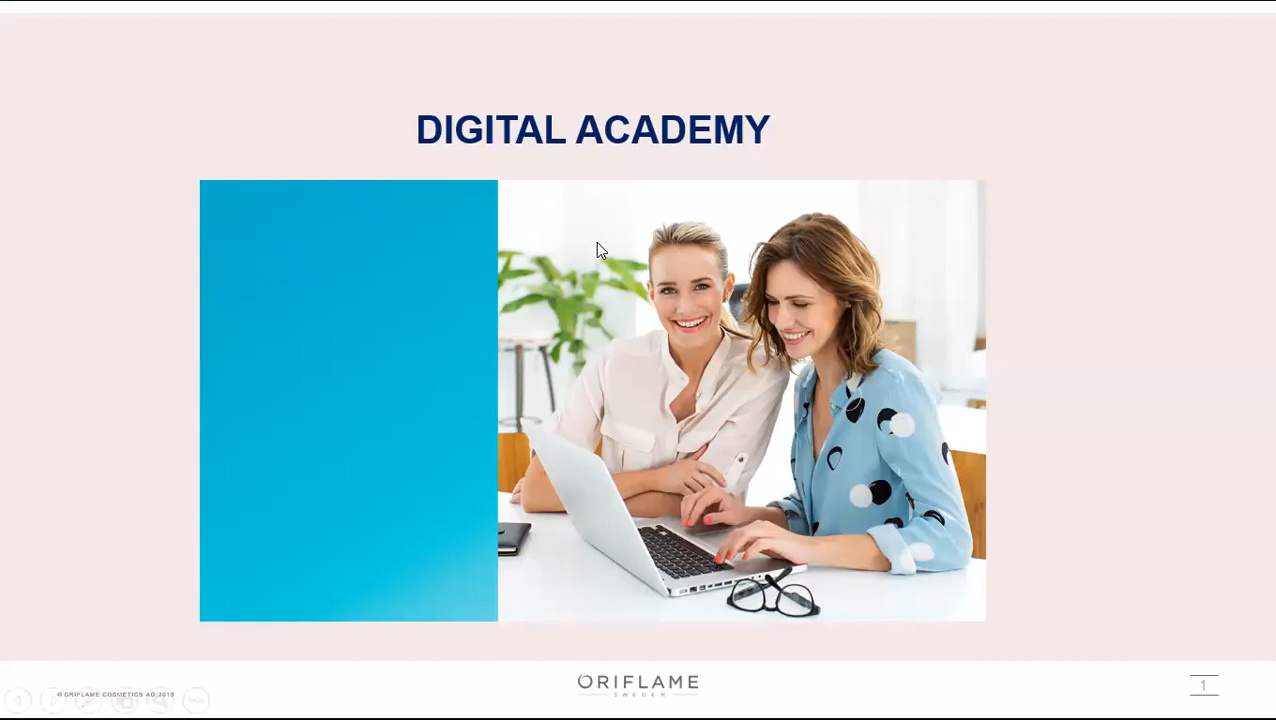 DIGITAL ACADEMY
© ORIFLAME COSMETICS AG,2018
ORIFLAME
SWEDEN
1